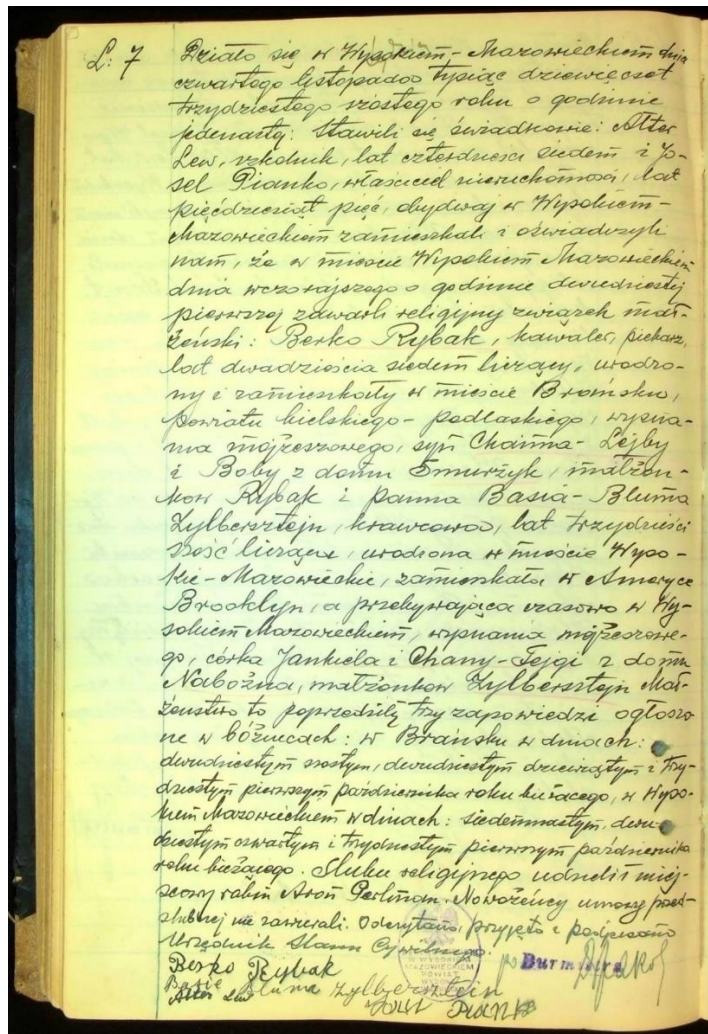 L: 7 Działo się w Wysokiem-Mazowieckiem dnia
czwartego listopada tysiąc dziewięćset
trzydziestego szóstego roku o godzinie
jedenastej: Stawili się świadkowie: Alter
Lew, szkolnik, lat czterdzieści siedem i Jo-
sel Pianko, właściciel nieruchomości, lat
pięćdziesiąt pięć, obydwaj w Wysokiem-
Mazowieckiem zamieszkali i oświadczyli
nam, że w mieście Wysokiem Mazowieckiem
dnia wczorajszego o godzinie dwudziestej
pierwszej zawarli religijny związek mał-
żeński: Berko Rybak, kawaler, piekarz,
lat dwadzieścia siedem liczący, urodzo-
ny i zamieszkały w mieście Brańsku,
powiatu bielskiego-podlaskiego, wyzna-
nia mojżeszowego, syn Chaima-Lejby
i Boby z domu Smurzyk, małżon-
ków Rybak i panna Basia-Bluma
Zylbersztejn, krawcowa, lat trzydzieści
sześć licząca, urodzona w mieście Wyso-
kie-Mazowieckie, zamieszkała w Ameryce
Brooklyn, a przebywająca czasowo w Wy-
sokiem Mazowieckiem, wyznania mojżeszowe-
go, córka Jankiela i Chany-Fejgi z domu
Nabożna, małżonków Zylbersztejn. Mał-
żeństwo to poprzedziły trzy zapowiedzi ogłoszo-
ne w bóżnicach: w Brańsku w dniach:
dwudziestym szóstym, dwudziestym dziewiątym i trzy-
dziestym pierwszym października roku bieżącego, w Wyso-
kiem Mazowieckiem w dniach: siedemnastym, dwu-
dziestym czwartym i trzydziestym pierwszym października
roku bieżącego. Ślubu religijnego udzielił miej-
scowy rabin Aron Perlman. Nowożeńcy umowy przed-
ślubnej nie zawierali. Odczytano, przyjęto i podpisano
Urzędnik Stanu Cywilnego.
Berko Rybak
Burmistrz
Basie Bluma Zylbersztein
Alter Lew
Josel Pianko
W WYSOKIEM
MAZOWIECKIEM
POWIAT